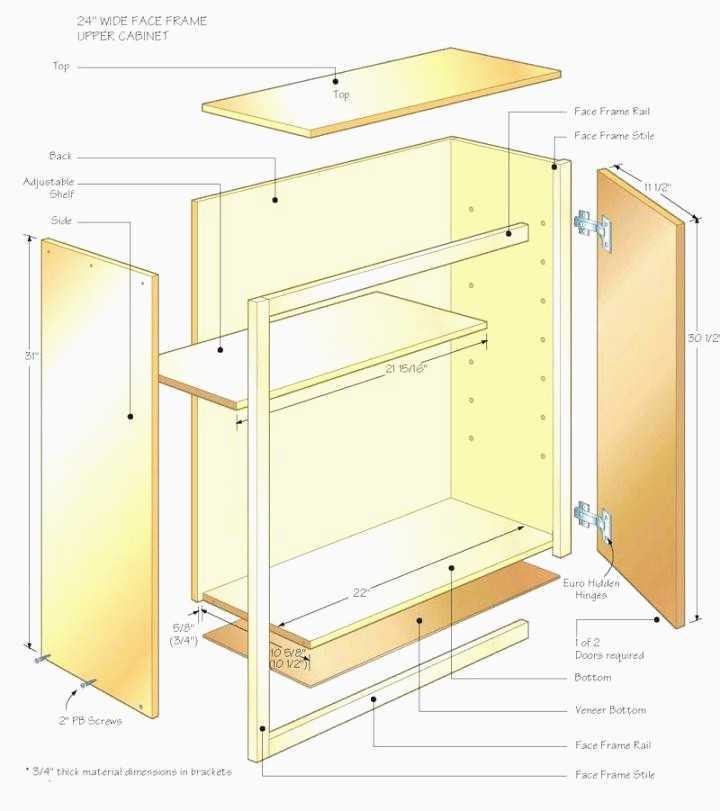 24" WIDE FACE FRAME
UPPER CABINET
Top
Top
Face Frame Rail
Face Frame Stile
Back
Adjustable
Shelf
Side
11 1/2"
31"
30 1/2"
21 15/16"
22"
5/8"
(3/4")
10 5/8"
(10 1/2")
Euro Hidden
Hinges
1 of 2
Doors required
Bottom
2" PB Screws
Veneer Bottom
Face Frame Rail
* 3/4" thick material dimensions in brackets
Face Frame Stile